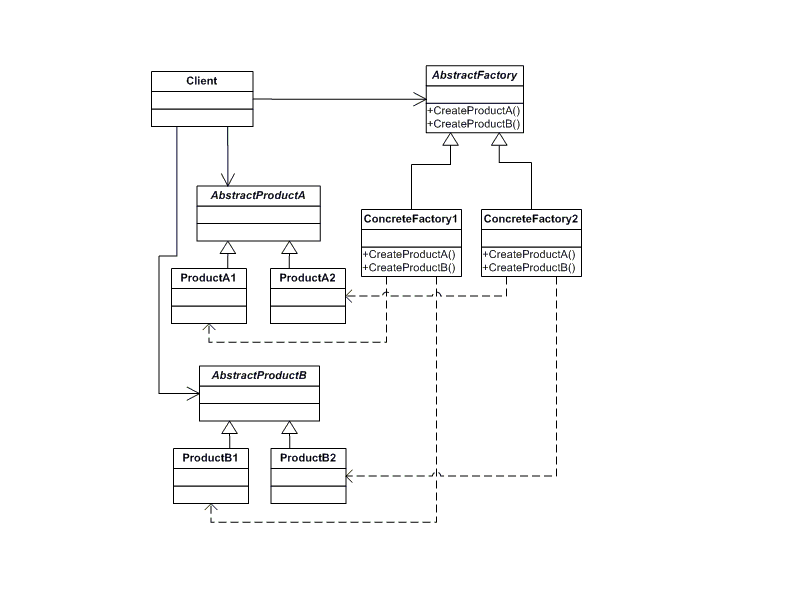 Client
AbstractFactory
+CreateProductA()
+CreateProductB()
AbstractProductA
ConcreteFactory1
+CreateProductA()
+CreateProductB()
ConcreteFactory2
+CreateProductA()
+CreateProductB()
ProductA1
ProductA2
AbstractProductB
ProductB1
ProductB2